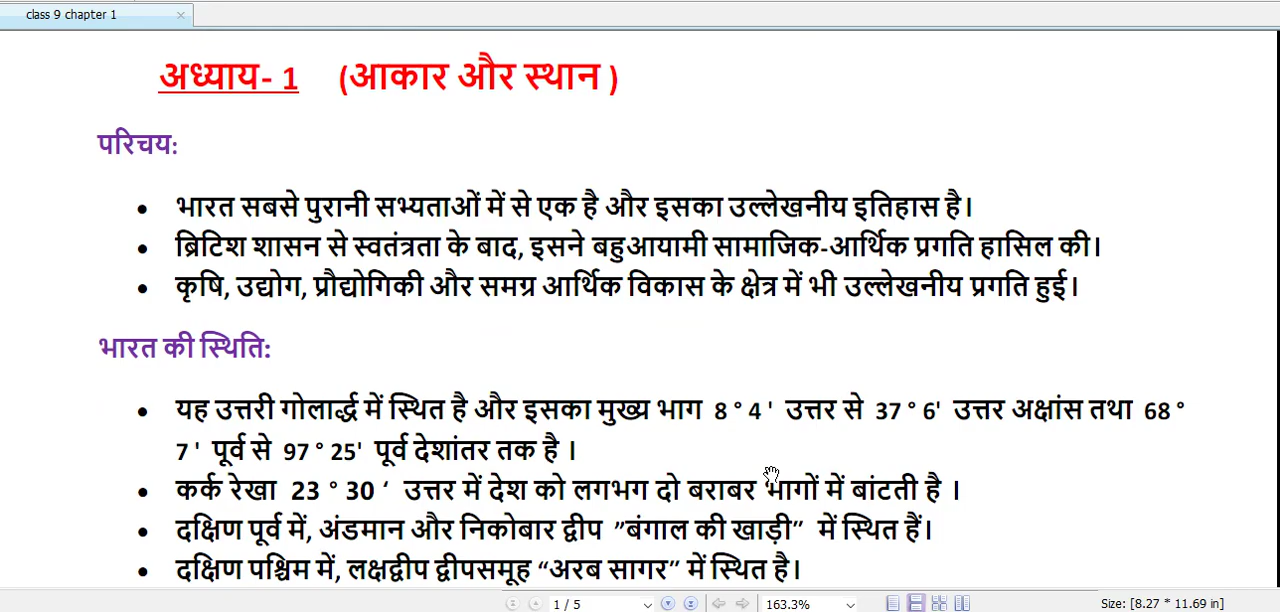 class 9 chapter 1
अध्याय- 1 (आकार और स्थान )
परिचय:
• भारत सबसे पुरानी सभ्यताओं में से एक है और इसका उल्लेखनीय इतिहास है।
• ब्रिटिश शासन से स्वतंत्रता के बाद, इसने बहुआयामी सामाजिक-आर्थिक प्रगति हासिल की।
• कृषि, उद्योग, प्रौद्योगिकी और समग्र आर्थिक विकास के क्षेत्र में भी उल्लेखनीय प्रगति हुई।
भारत की स्थिति:
• यह उत्तरी गोलार्द्ध में स्थित है और इसका मुख्य भाग 8 ° 4 ' उत्तर से 37 ° 6' उत्तर अक्षांस तथा 68 °
7 ' पूर्व से 97 ° 25' पूर्व देशांतर तक है ।
• कर्क रेखा 23 ° 30 ‘ उत्तर में देश को लगभग दो बराबर भागों में बांटती है ।
• दक्षिण पूर्व में, अंडमान और निकोबार द्वीप ”बंगाल की खाड़ी” में स्थित हैं।
• दक्षिण पश्चिम में, लक्षद्वीप द्वीपसमूह “अरब सागर” में स्थित है।
1 / 5 163.3% Size: [8.27 * 11.69 in]